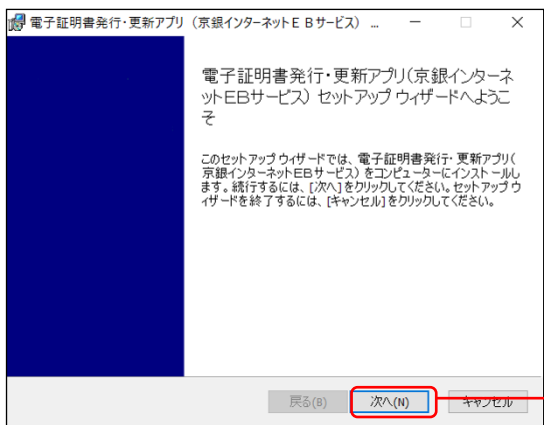 電子証明書発行・更新アプリ（京銀インターネットＥＢサービス） ...
電子証明書発行・更新アプリ(京銀インターネ
ットEBサービス) セットアップ ウィザードへようこ
そ
このセットアップ ウィザードでは、電子証明書発行・更新アプリ(
京銀インターネットEBサービス) をコンピューターにインストールし
ます。続行するには、[次へ] をクリックしてください。セットアップ ウ
ィザードを終了するには、[キャンセル] をクリックしてください。
戻る(B) 次へ(N) キャンセル